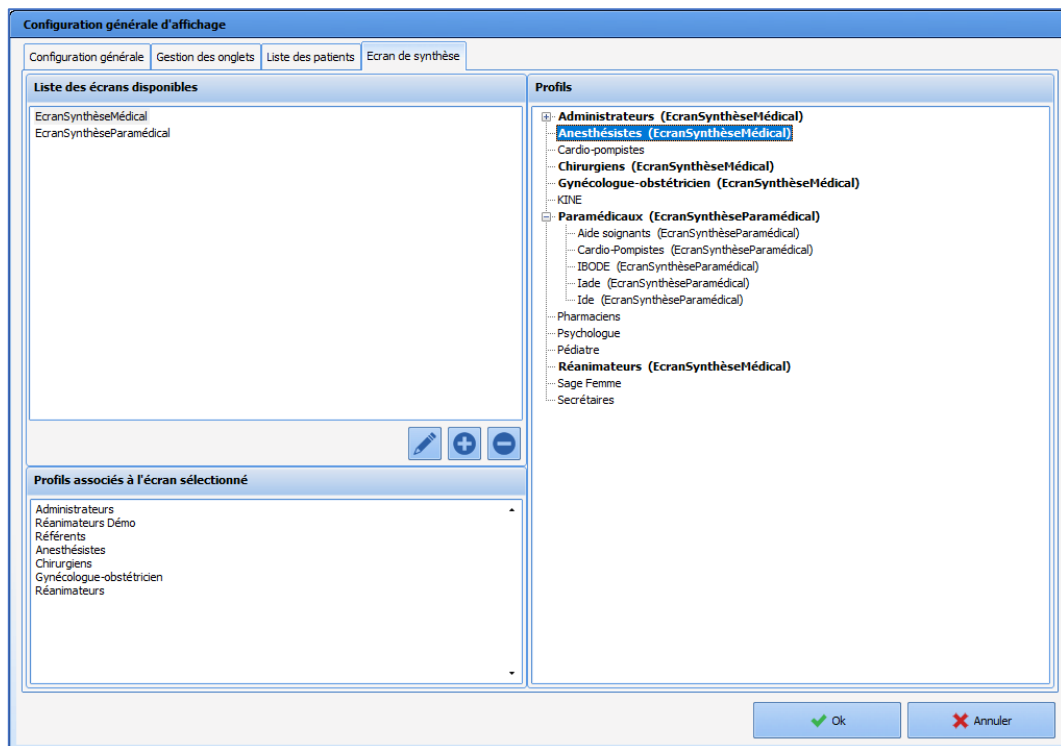 Configuration générale d'affichage
Configuration générale
Gestion des onglets
Liste des patients
Ecran de synthèse
Liste des écrans disponibles
EcranSynthèseMédical
EcranSynthèseParamédical
Profils associés à l'écran sélectionné
Administrateurs
Réanimateurs Démo
Référents
Anesthésistes
Chirurgiens
Gynécologue-obstétricien
Réanimateurs
Profils
Administrateurs (EcranSynthèseMédical)
Anesthésistes (EcranSynthèseMédical)
Cardio-pompistes
Chirurgiens (EcranSynthèseMédical)
Gynécologue-obstétricien (EcranSynthèseMédical)
KINE
Paramédicaux (EcranSynthèseParamédical)
Aide soignants (EcranSynthèseParamédical)
Cardio-Pompistes (EcranSynthèseParamédical)
IBODE (EcranSynthèseParamédical)
Iade (EcranSynthèseParamédical)
Ide (EcranSynthèseParamédical)
Pharmaciens
Psychologue
Pédiatre
Réanimateurs (EcranSynthèseMédical)
Sage Femme
Secrétaires
Ok
Annuler